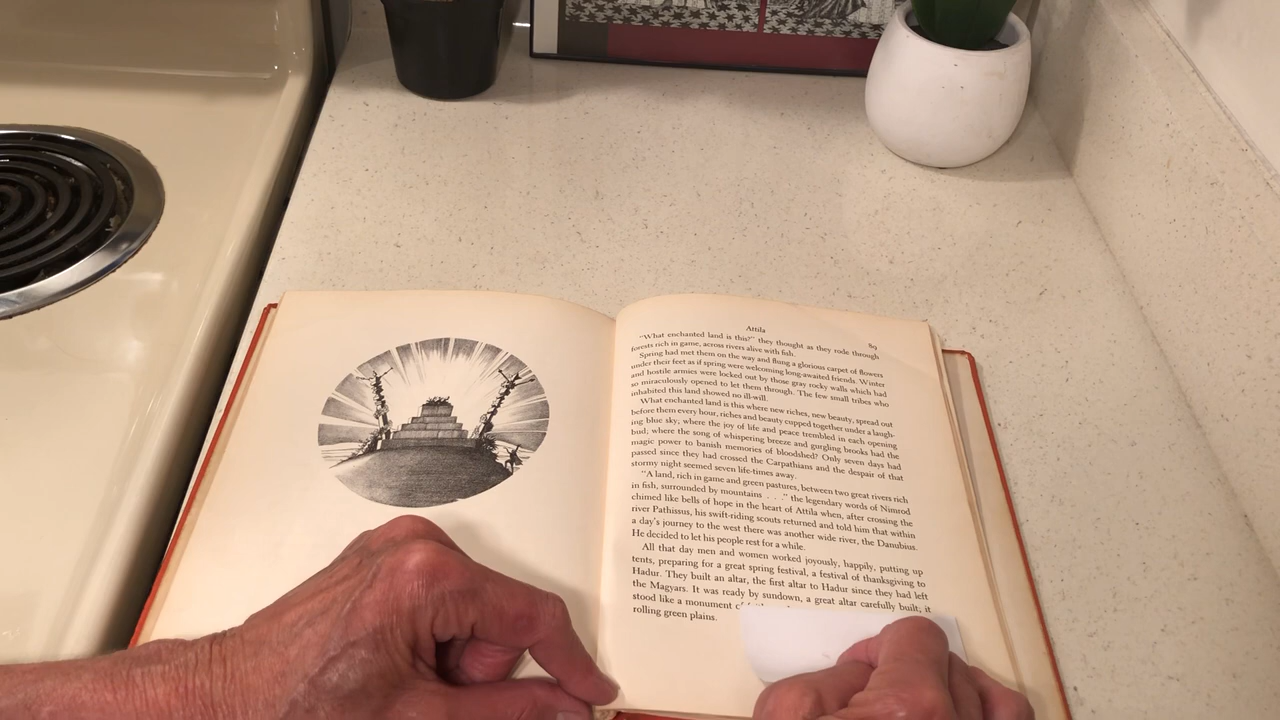 Attila
89
"What enchanted land is this?" they thought as they rode through
forests rich in game, across rivers alive with fish.
Spring had met them on the way and flung a glorious carpet of flowers
under their feet as if spring were welcoming long-awaited friends. Winter
and hostile armies were locked out by those gray rocky walls which had
so miraculously opened to let them through. The few small tribes who
inhabited this land showed no ill-will.
What enchanted land is this where new riches, new beauty, spread out
before them every hour, riches and beauty cupped together under a laugh-
ing blue sky; where the joy of life and peace trembled in each opening
bud; where the song of whispering breeze and gurgling brooks had the
magic power to banish memories of bloodshed? Only seven days had
passed since they had crossed the Carpathians and the despair of that
stormy night seemed seven life-times away.
"A land, rich in game and green pastures, between two great rivers rich
in fish, surrounded by mountains . . ." the legendary words of Nimrod
chimed like bells of hope in the heart of Attila when, after crossing the
river Pathissus, his swift-riding scouts returned and told him that within
a day's journey to the west there was another wide river, the Danubius.
He decided to let his people rest for a while.
All that day men and women worked joyously, happily, putting up
tents, preparing for a great spring festival, a festival of thanksgiving to
Hadur. They built an altar, the first altar to Hadur since they had left
the Magyars. It was ready by sundown, a great altar carefully built; it
stood like a monument
rolling green plains.